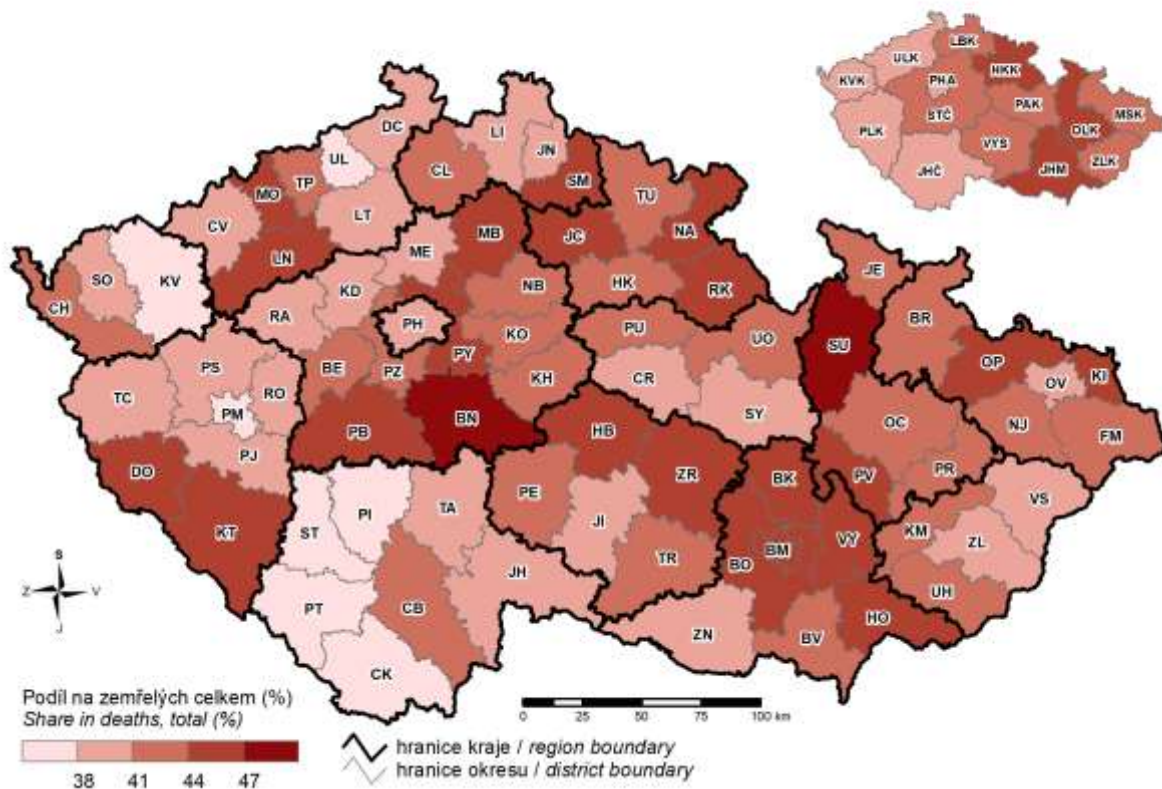 LBK
ULK
HKK
KVK
PHA
STČ
PAK
MSK
PLK
OLK
VYS
ZLK
JHČ
JHM
DC
LI
UL
JN
CL
MO
TP
SM
TU
CV
LT
LN
MB
JC
NA
ME
SO
KV
KD
NB
HK
RK
JE
CH
RA
PH
BR
PU
UO
SU
PS
BE
PZ
PY
KO
OP
KI
TC
RO
KH
CR
OV
PM
BN
SY
PB
HB
OC
NJ
FM
PJ
DO
ZR
BK
PV
PR
VS
PE
KT
ST
PI
TA
JI
KM
ZL
TR
BO
BM
VY
JH
PT
CB
UH
HO
ZN
BV
CK
S
Z V
J
Podíl na zemřelých celkem (%)
Share in deaths, total (%)
38 41 44 47
0 25 50 75 100 km
hranice kraje / region boundary
hranice okresu / district boundary